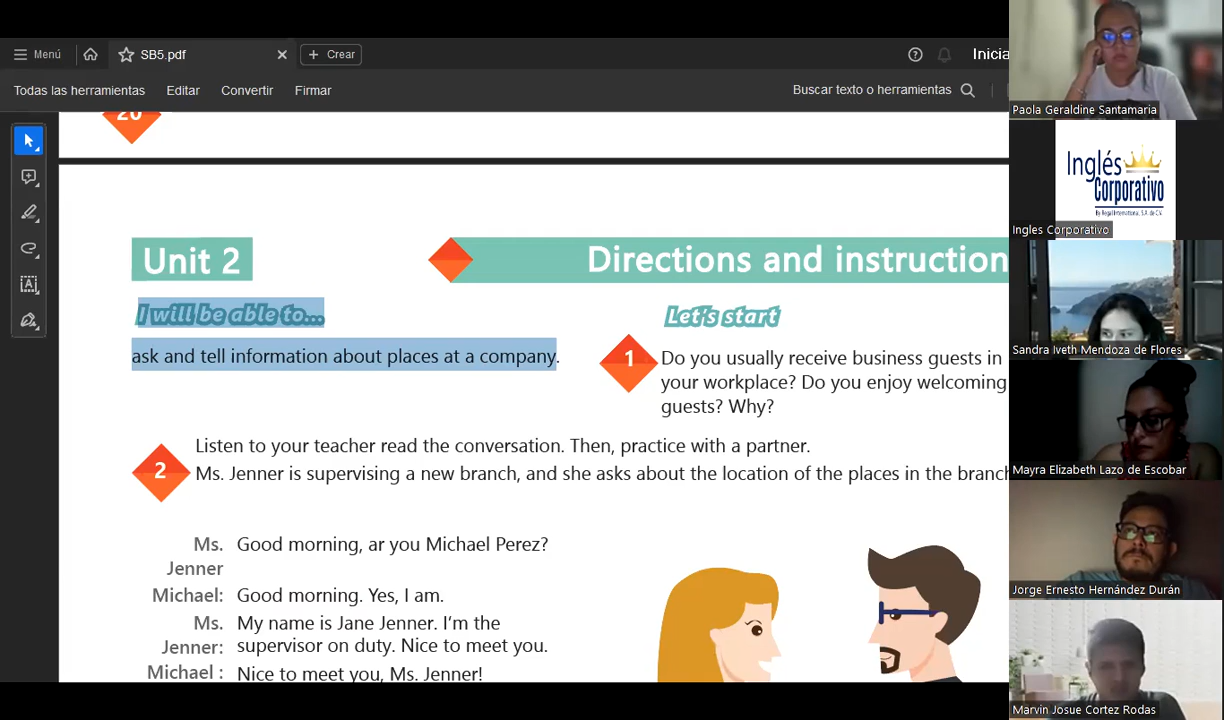 Menú
SB5.pdf
Crear
Inicia
Todas las herramientas
Editar
Convertir
Firmar
Buscar texto o herramientas
20
Unit 2
Directions and instruction
I will be able to...
Let's start
ask and tell information about places at a company.
1
Do you usually receive business guests in
your workplace? Do you enjoy welcoming
guests? Why?
2
Listen to your teacher read the conversation. Then, practice with a partner.
Ms. Jenner is supervising a new branch, and she asks about the location of the places in the branch
Ms. Good morning, ar you Michael Perez?
Jenner
Michael: Good morning. Yes, I am.
Ms. My name is Jane Jenner. I'm the
Jenner: supervisor on duty. Nice to meet you.
Michael : Nice to meet you, Ms. Jenner!
Paola Geraldine Santamaria
Inglés
Corporativo
By Regal International, S.A. de C.V.
Ingles Corporativo
Sandra Iveth Mendoza de Flores
Mayra Elizabeth Lazo de Escobar
Jorge Ernesto Hernández Durán
Marvin Josue Cortez Rodas